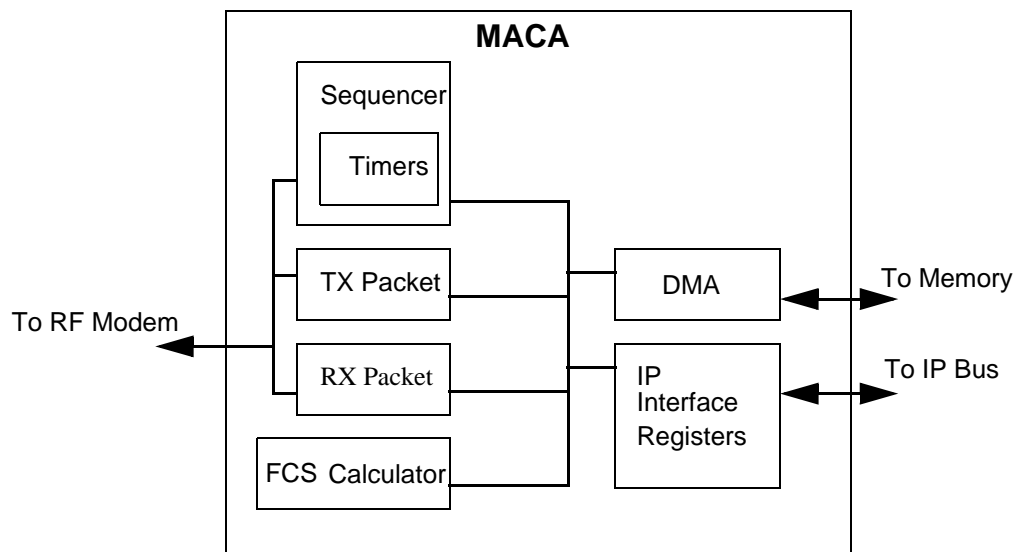 MACA
Sequencer
Timers
TX Packet
DMA
To Memory
To RF Modem
RX Packet
IP
Interface
Registers
To IP Bus
FCS Calculator